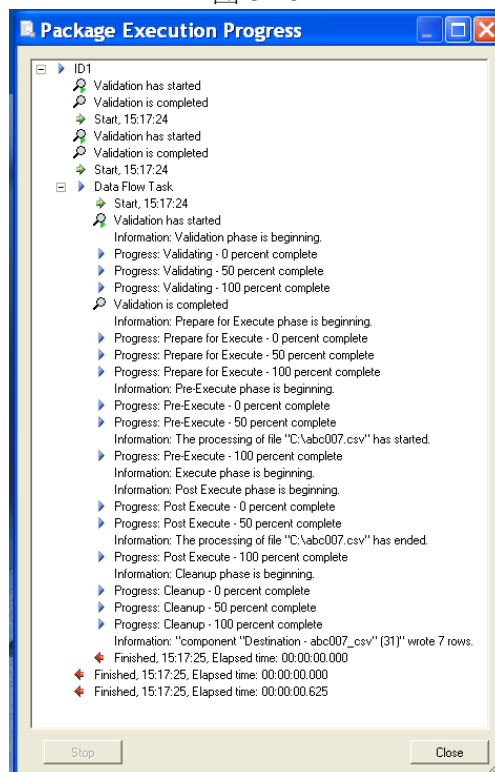 Package Execution Progress
ID1
Validation has started
Validation is completed
Start, 15:17:24
Validation has started
Validation is completed
Start, 15:17:24
Data Flow Task
Start, 15:17:24
Validation has started
Information: Validation phase is beginning.
Progress: Validating - 0 percent complete
Progress: Validating - 50 percent complete
Progress: Validating - 100 percent complete
Validation is completed
Information: Prepare for Execute phase is beginning.
Progress: Prepare for Execute - 0 percent complete
Progress: Prepare for Execute - 50 percent complete
Progress: Prepare for Execute - 100 percent complete
Information: Pre-Execute phase is beginning.
Progress: Pre-Execute - 0 percent complete
Progress: Pre-Execute - 50 percent complete
Information: The processing of file "C:\abc007.csv" has started.
Progress: Pre-Execute - 100 percent complete
Information: Execute phase is beginning.
Information: Post Execute phase is beginning.
Progress: Post Execute - 0 percent complete
Progress: Post Execute - 50 percent complete
Information: The processing of file "C:\abc007.csv" has ended.
Progress: Post Execute - 100 percent complete
Information: Cleanup phase is beginning.
Progress: Cleanup - 0 percent complete
Progress: Cleanup - 50 percent complete
Progress: Cleanup - 100 percent complete
Information: "component "Destination - abc007_csv" (31)" wrote 7 rows.
Finished, 15:17:25, Elapsed time: 00:00:00.000
Finished, 15:17:25, Elapsed time: 00:00:00.000
Finished, 15:17:25, Elapsed time: 00:00:00.625
Stop
Close